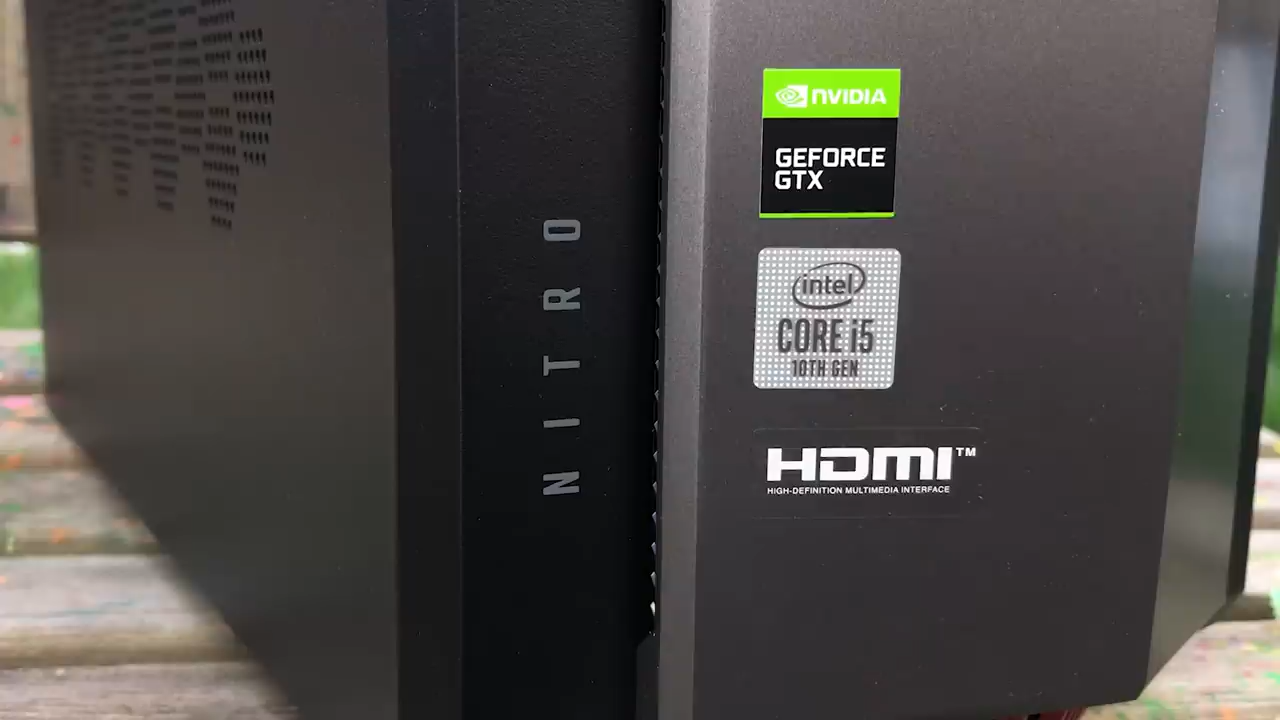 NITRO
NVIDIA
GEFORCE
GTX
intel
CORE i5
10TH GEN
HDMI™
HIGH-DEFINITION MULTIMEDIA INTERFACE